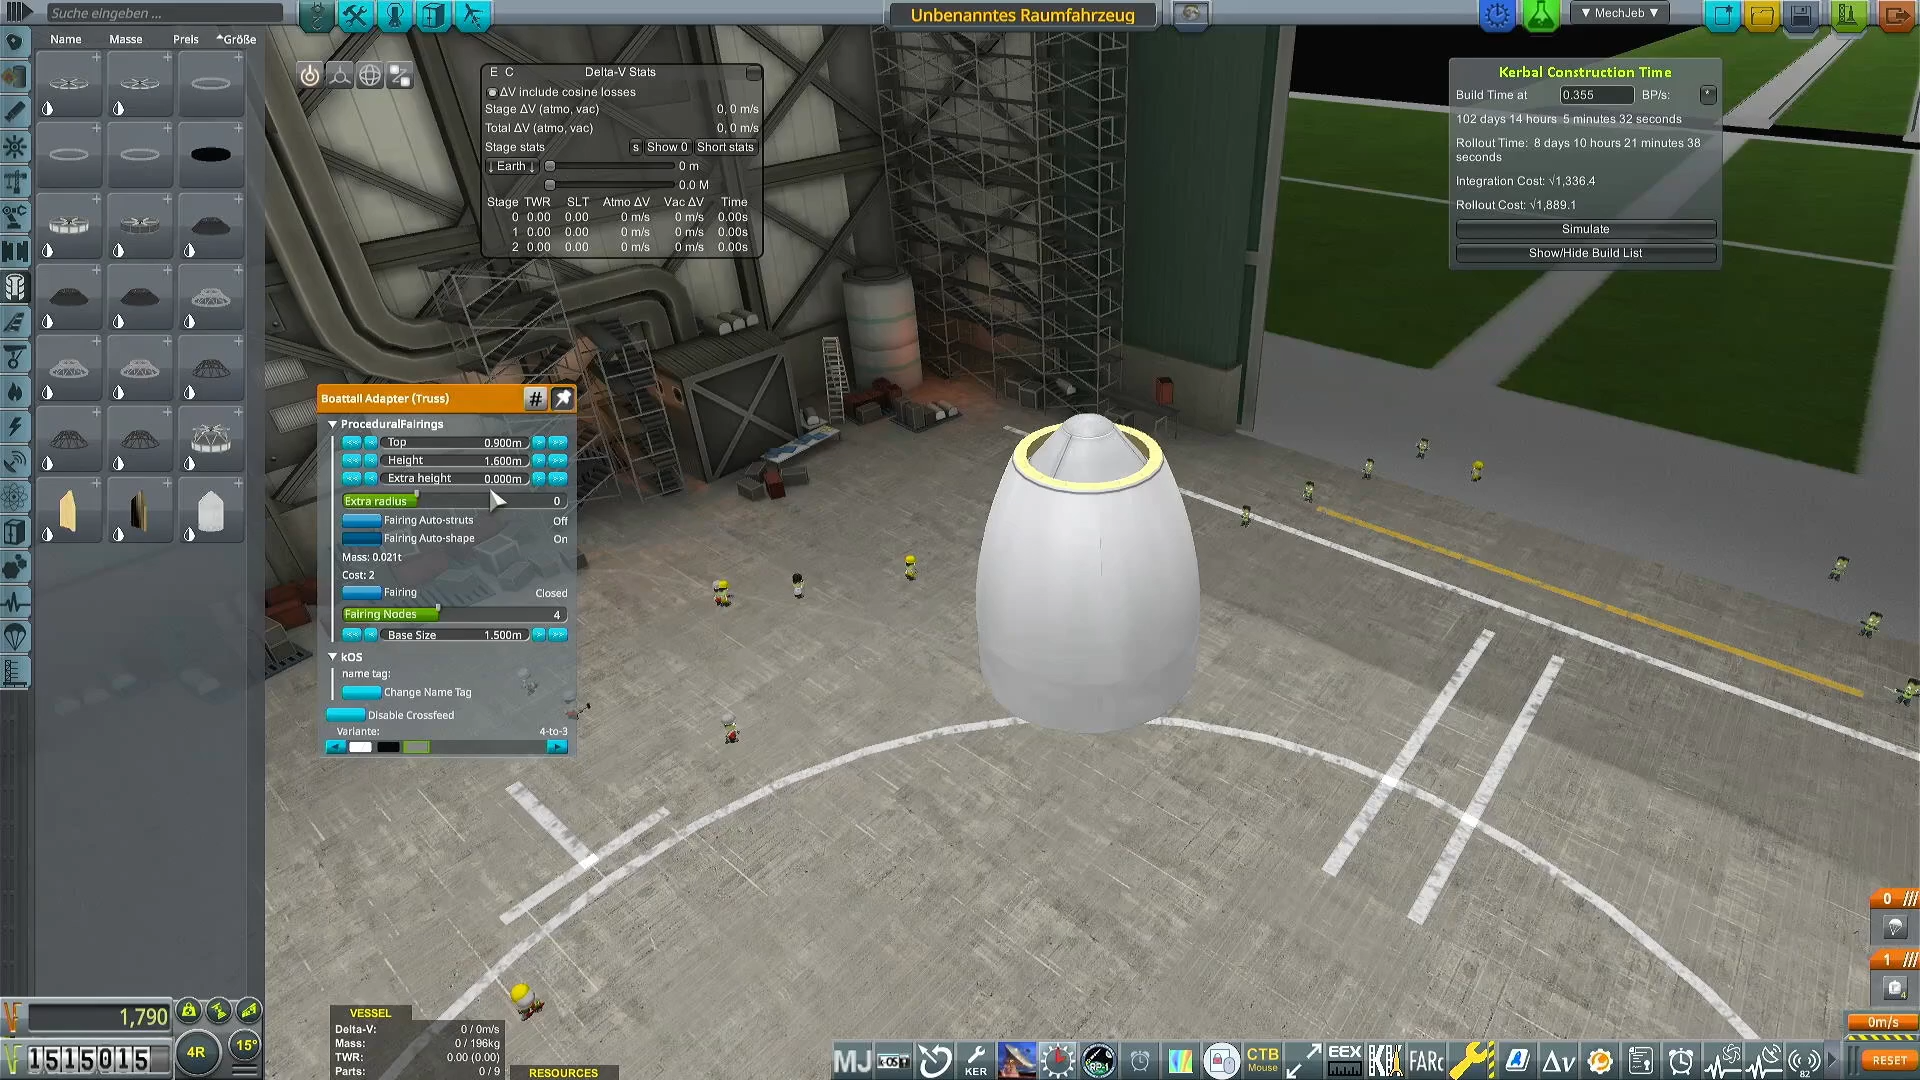 Suche eingeben ...
Unbenanntes Raumfahrzeug
▼ MechJeb ▼
Name Masse Preis Größe
E C Delta-V Stats
ΔV include cosine losses
Stage ΔV (atmo, vac) 0, 0 m/s
Total ΔV (atmo, vac) 0, 0 m/s
Stage stats s Show 0 Short stats
↓ Earth ↓ 0 m
0.0 M
Stage TWR SLT Atmo ΔV Vac ΔV Time
0 0.00 0.00 0 m/s 0 m/s 0.00s
1 0.00 0.00 0 m/s 0 m/s 0.00s
2 0.00 0.00 0 m/s 0 m/s 0.00s
Kerbal Construction Time
Build Time at 0.355 BP/s: *
102 days 14 hours 5 minutes 32 seconds
Rollout Time: 8 days 10 hours 21 minutes 38
seconds
Integration Cost: √1,336.4
Rollout Cost: √1,889.1
Simulate
Show/Hide Build List
Boattail Adapter (Truss) #
▼ ProceduralFairings
<< < Top 0.900m > >>
<< < Height 1.600m > >>
<< < Extra height 0.000m > >>
Extra radius 0
Fairing Auto-struts Off
Fairing Auto-shape On
Mass: 0.021t
Cost: 2
Fairing Closed
Fairing Nodes 4
<< < Base Size 1.500m > >>
▼ kOS
name tag:
Change Name Tag
Disable Crossfeed
Variante: 4-to-3
1,790
1515015
4R
15°
VESSEL
Delta-V: 0 / 0m/s
Mass: 0 / 196kg
TWR: 0.00 (0.00)
Parts: 0 / 9
RESOURCES
MJ
kOS
KER
RP-1
CTB
Mouse
EEX
FARc
Δv
82
0
1
4
0m/s
RESET